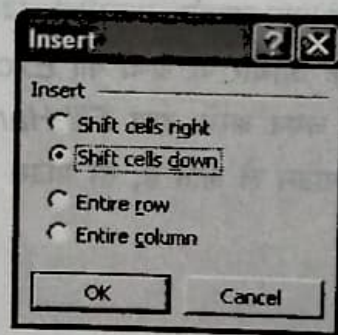 Insert
Insert
Shift cells right
Shift cells down
Entire row
Entire column
OK
Cancel